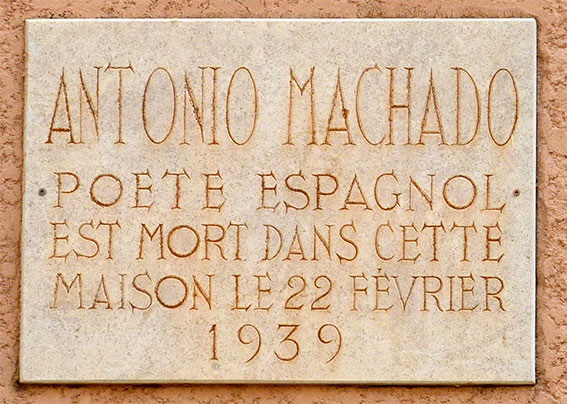 ANTONIO MACHADO
POETE ESPAGNOL
EST MORT DANS CETTE
MAISON LE 22 FÉVRIER
1939